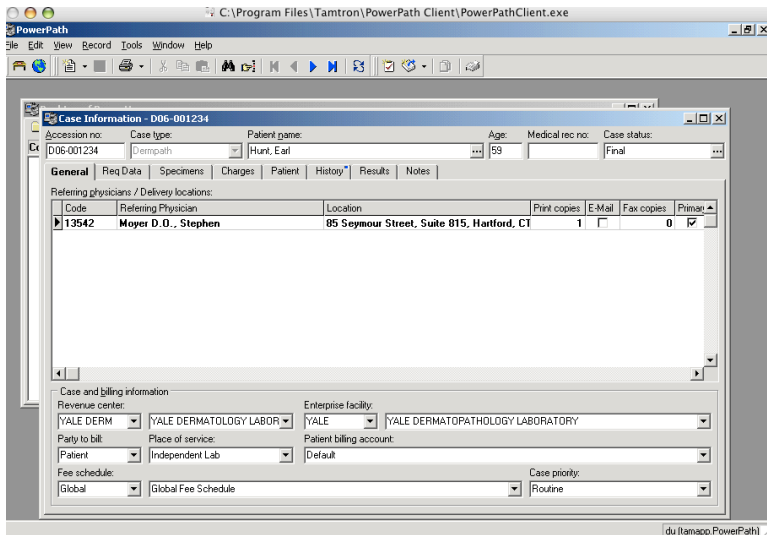 C:\Program Files\Tamtron\PowerPath Client\PowerPathClient.exe
PowerPath
File Edit View Record Tools Window Help
Case Information - D06-001234
Accession no: Case type: Patient name: Age: Medical rec no: Case status:
D06-001234 Dermpath Hunt, Earl ... 59 Final ...
General Req Data Specimens Charges Patient History Results Notes
Referring physicians / Delivery locations:
Code Referring Physician Location Print copies E-Mail Fax copies Primary
13542 Moyer D.O., Stephen 85 Seymour Street, Suite 815, Hartford, CT 1 0
Case and billing information
Revenue center: Enterprise facility:
YALE DERM YALE DERMATOLOGY LABOR YALE YALE DERMATOPATHOLOGY LABORATORY
Party to bill: Place of service: Patient billing account:
Patient Independent Lab Default
Fee schedule: Case priority:
Global Global Fee Schedule Routine
du (tamapp.PowerPath)